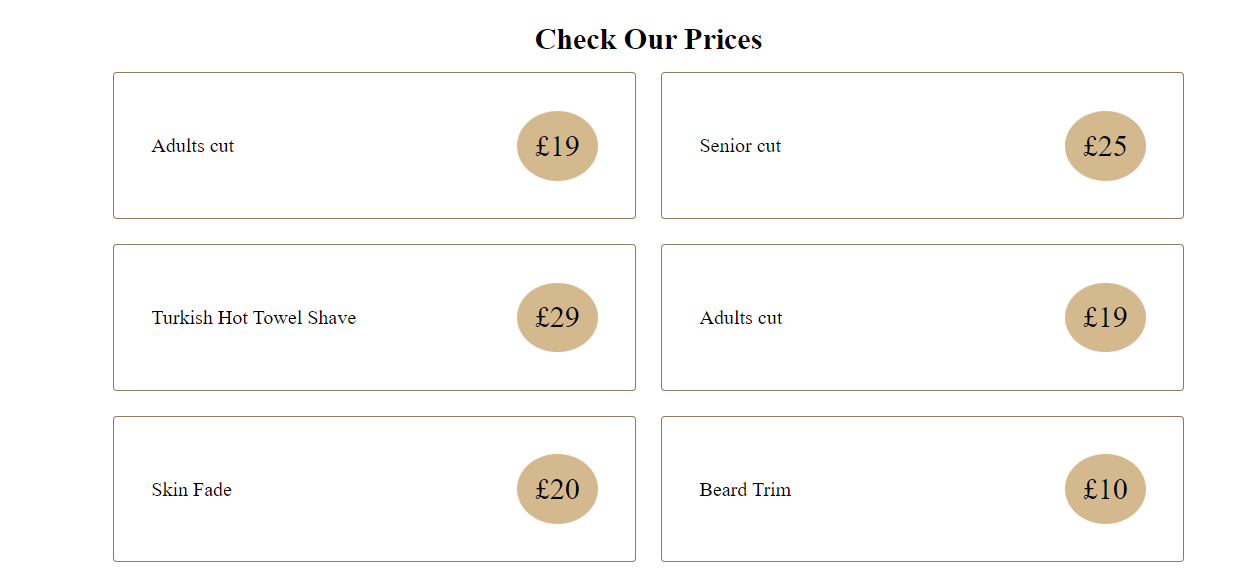 Check Our Prices
Adults cut
£19
Senior cut
£25
Turkish Hot Towel Shave
£29
Adults cut
£19
Skin Fade
£20
Beard Trim
£10